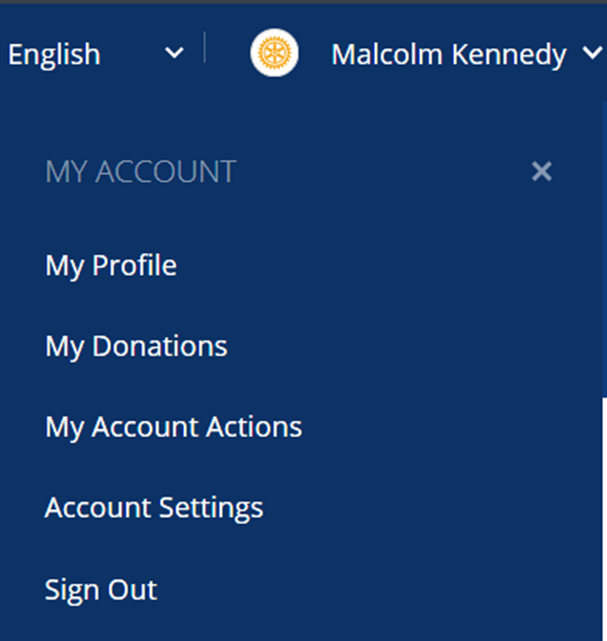 English
Malcolm Kennedy
MY ACCOUNT
My Profile
My Donations
My Account Actions
Account Settings
Sign Out